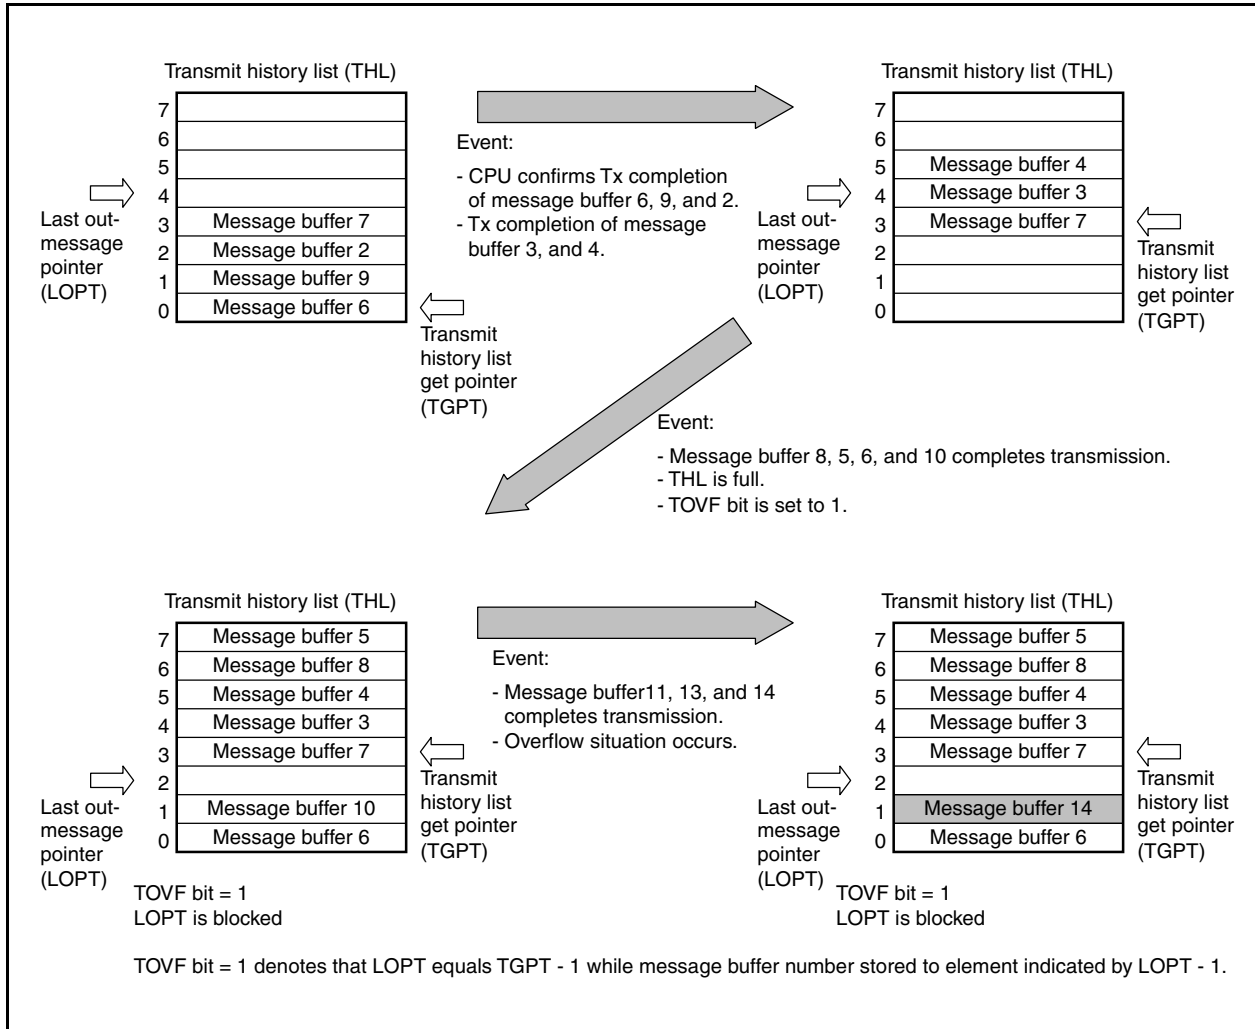 Transmit history list (THL)
7
6
5
4
3 Message buffer 7
2 Message buffer 2
1 Message buffer 9
0 Message buffer 6
Last out-
message
pointer
(LOPT)
Transmit
history list
get pointer
(TGPT)
Event:
- CPU confirms Tx completion
of message buffer 6, 9, and 2.
- Tx completion of message
buffer 3, and 4.
Transmit history list (THL)
7
6
5 Message buffer 4
4 Message buffer 3
3 Message buffer 7
2
1
0
Last out-
message
pointer
(LOPT)
Transmit
history list
get pointer
(TGPT)
Event:
- Message buffer 8, 5, 6, and 10 completes transmission.
- THL is full.
- TOVF bit is set to 1.
Transmit history list (THL)
7 Message buffer 5
6 Message buffer 8
5 Message buffer 4
4 Message buffer 3
3 Message buffer 7
2
1 Message buffer 10
0 Message buffer 6
Last out-
message
pointer
(LOPT)
Transmit
history list
get pointer
(TGPT)
TOVF bit = 1
LOPT is blocked
Event:
- Message buffer11, 13, and 14
completes transmission.
- Overflow situation occurs.
Transmit history list (THL)
7 Message buffer 5
6 Message buffer 8
5 Message buffer 4
4 Message buffer 3
3 Message buffer 7
2
1 Message buffer 14
0 Message buffer 6
Last out-
message
pointer
(LOPT)
Transmit
history list
get pointer
(TGPT)
TOVF bit = 1
LOPT is blocked
TOVF bit = 1 denotes that LOPT equals TGPT - 1 while message buffer number stored to element indicated by LOPT - 1.